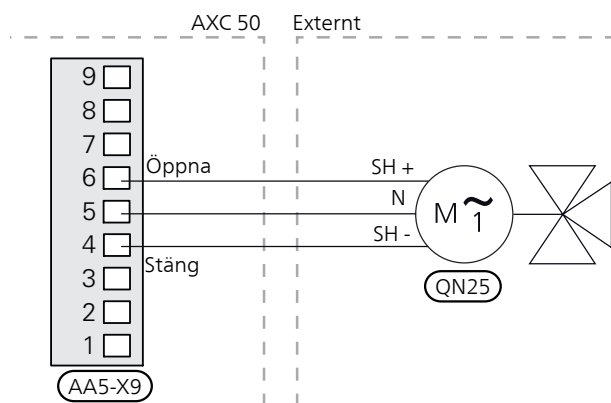 AXC 50 Externt
9
8
7
6 Öppna SH +
5 N
4 SH -
Stäng
3
2
1
M ~ 1
QN25
AA5-X9